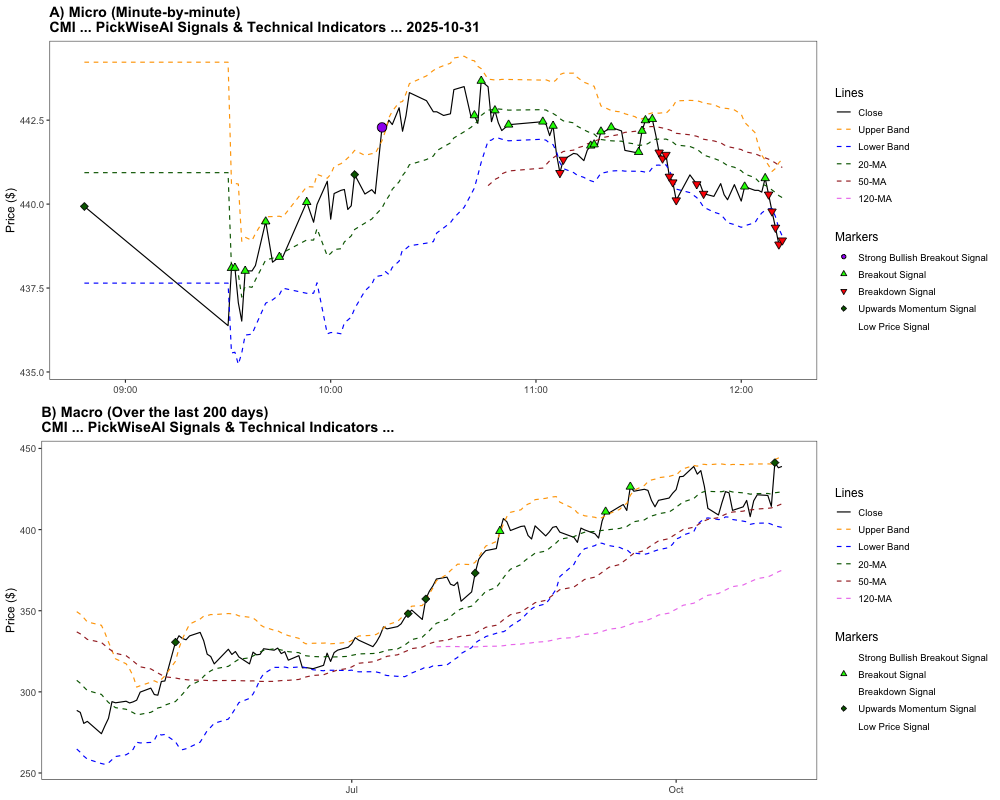 A) Micro (Minute-by-minute)
CMI ... PickWiseAI Signals & Technical Indicators ... 2025-10-31
Price ($)
442.5
440.0
437.5
435.0
09:00
10:00
11:00
12:00
Lines
Close
Upper Band
Lower Band
20-MA
50-MA
120-MA
Markers
Strong Bullish Breakout Signal
Breakout Signal
Breakdown Signal
Upwards Momentum Signal
Low Price Signal
B) Macro (Over the last 200 days)
CMI ... PickWiseAI Signals & Technical Indicators ...
Price ($)
450
400
350
300
250
Jul
Oct
Lines
Close
Upper Band
Lower Band
20-MA
50-MA
120-MA
Markers
Strong Bullish Breakout Signal
Breakout Signal
Breakdown Signal
Upwards Momentum Signal
Low Price Signal